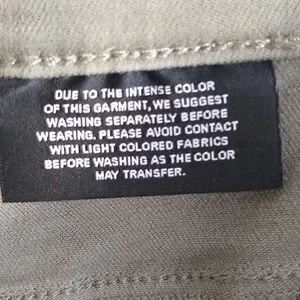 DUE TO THE INTENSE COLOR
OF THIS GARMENT, WE SUGGEST
WASHING SEPARATELY BEFORE
WEARING. PLEASE AVOID CONTACT
WITH LIGHT COLORED FABRICS
BEFORE WASHING AS THE COLOR
MAY TRANSFER.